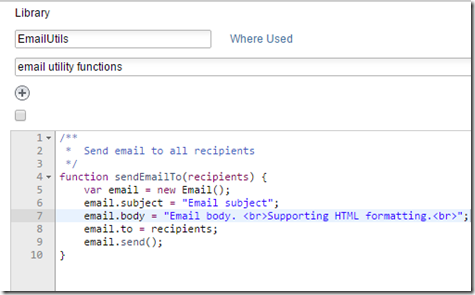 Library
EmailUtils Where Used
email utility functions
1 /**
2  *  Send email to all recipients
3  */
4 function sendEmailTo(recipients) {
5     var email = new Email();
6     email.subject = "Email subject";
7     email.body = "Email body. <br>Supporting HTML formatting.<br>";
8     email.to = recipients;
9     email.send();
10 }